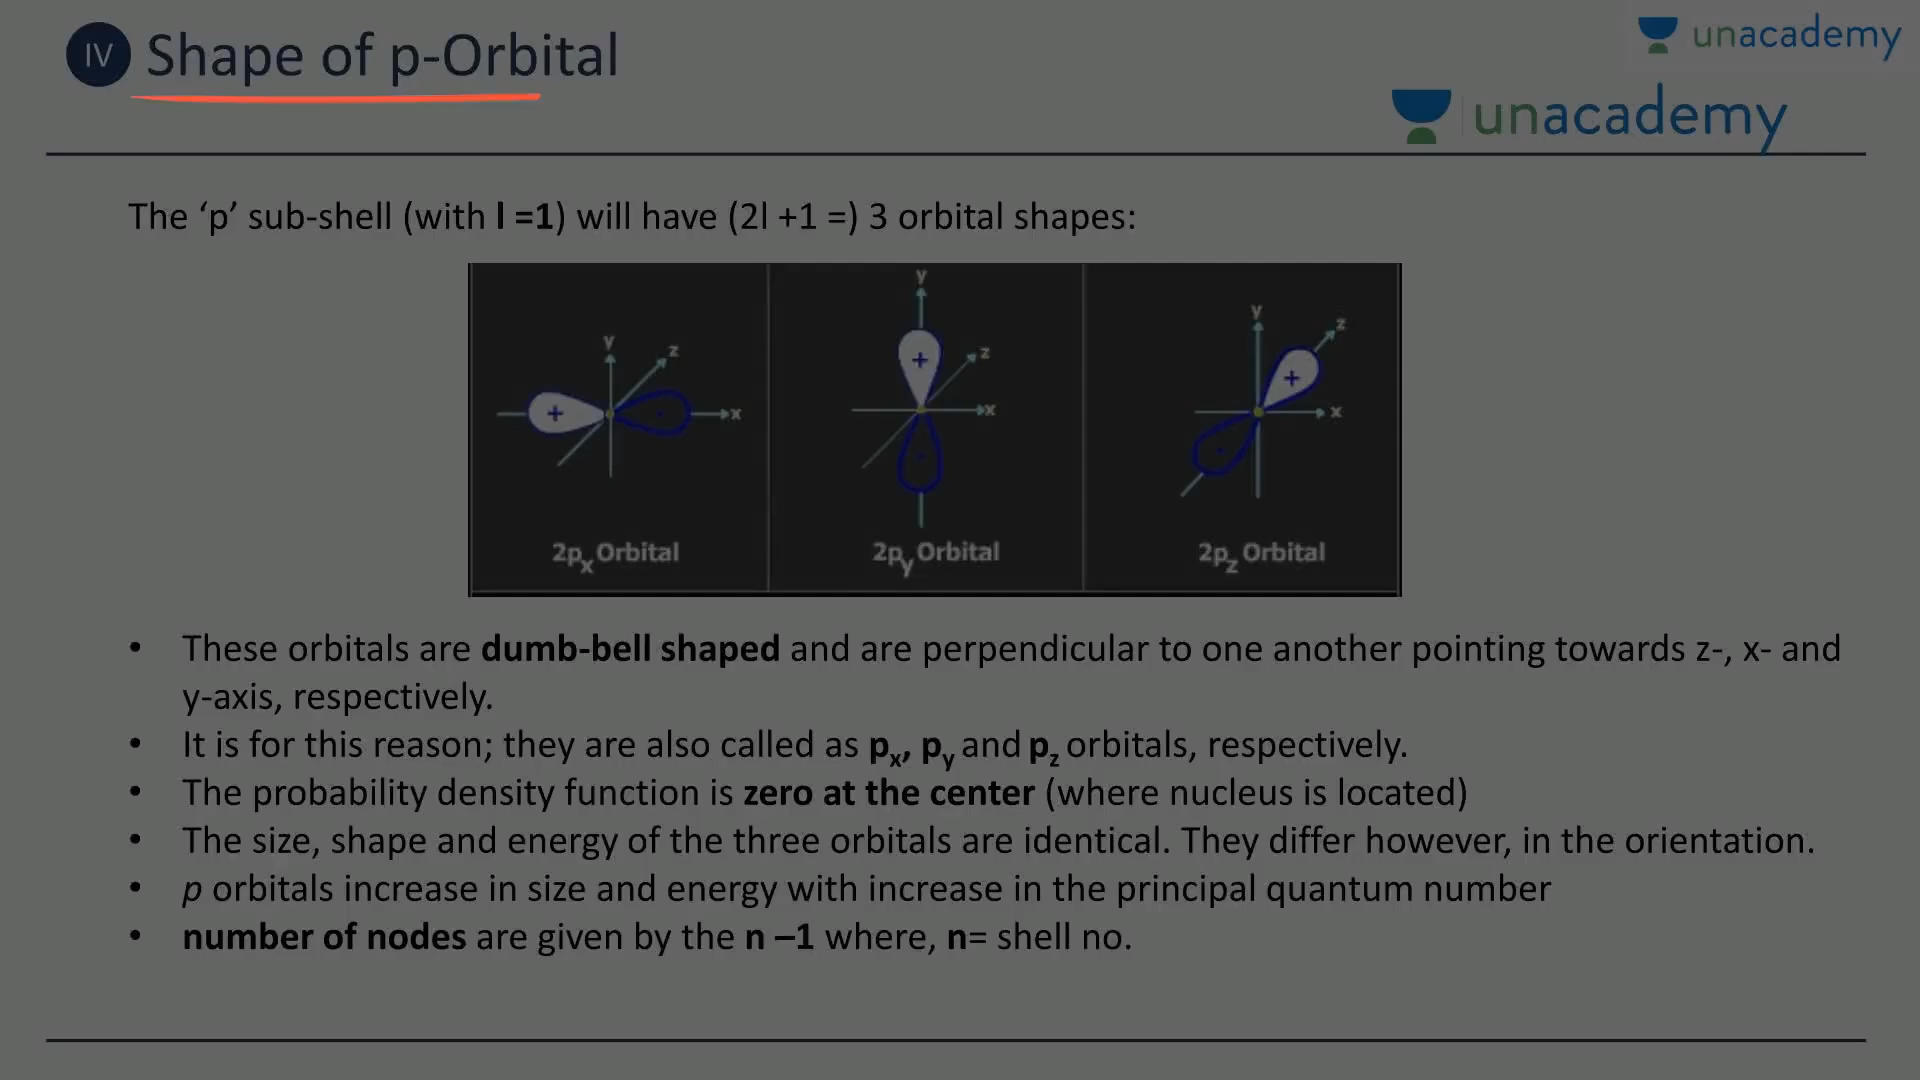 IV Shape of p-Orbital
unacademy
unacademy
The ‘p’ sub-shell (with l =1) will have (2l +1 =) 3 orbital shapes:
y
z
+
-
x
2px Orbital
y
z
+
x
-
2py Orbital
y
z
+
x
-
2pz Orbital
• These orbitals are dumb-bell shaped and are perpendicular to one another pointing towards z-, x- and
y-axis, respectively.
• It is for this reason; they are also called as px, py and pz orbitals, respectively.
• The probability density function is zero at the center (where nucleus is located)
• The size, shape and energy of the three orbitals are identical. They differ however, in the orientation.
• p orbitals increase in size and energy with increase in the principal quantum number
• number of nodes are given by the n –1 where, n= shell no.